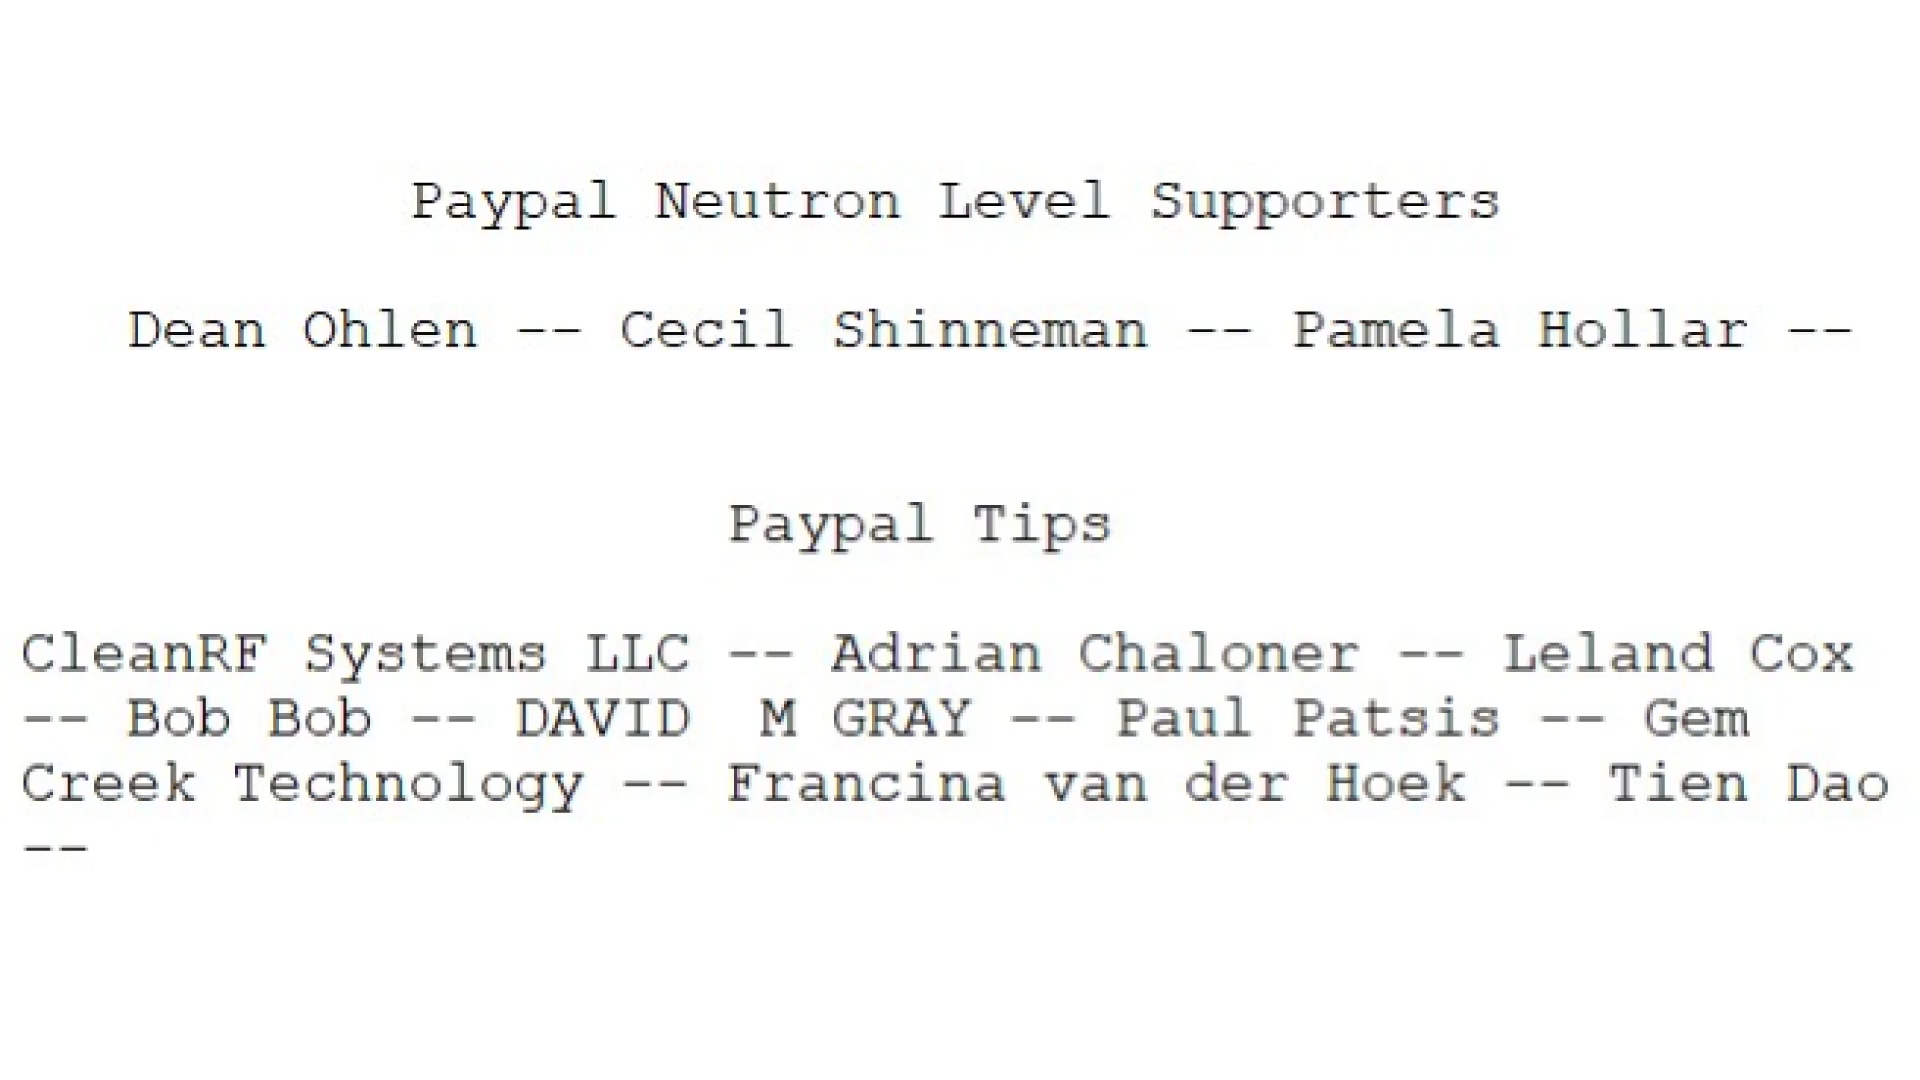 Paypal Neutron Level Supporters
Dean Ohlen -- Cecil Shinneman -- Pamela Hollar --
Paypal Tips
CleanRF Systems LLC -- Adrian Chaloner -- Leland Cox
-- Bob Bob -- DAVID  M GRAY -- Paul Patsis -- Gem
Creek Technology -- Francina van der Hoek -- Tien Dao
--